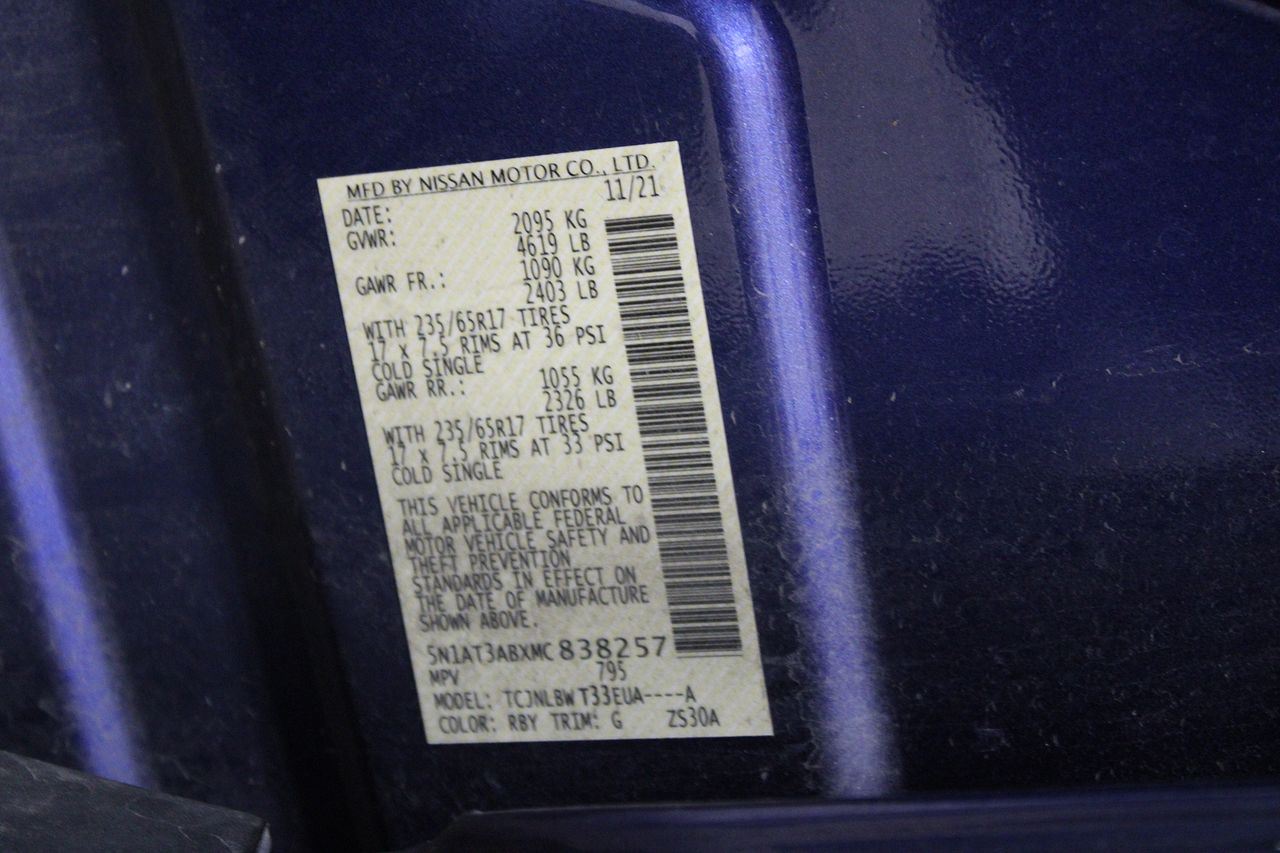 MFD BY NISSAN MOTOR CO., LTD.
DATE: 11/21
GVWR: 2095 KG
4619 LB
GAWR FR.: 1090 KG
2403 LB
WITH 235/65R17 TIRES
17 x 7.5 RIMS AT 36 PSI
COLD SINGLE
GAWR RR.: 1055 KG
2326 LB
WITH 235/65R17 TIRES
17 x 7.5 RIMS AT 33 PSI
COLD SINGLE
THIS VEHICLE CONFORMS TO
ALL APPLICABLE FEDERAL
MOTOR VEHICLE SAFETY AND
THEFT PREVENTION
STANDARDS IN EFFECT ON
THE DATE OF MANUFACTURE
SHOWN ABOVE.
5N1AT3ABXMC838257
MPV 795
MODEL: TCJNLBW T33EUA----A
COLOR: RBY TRIM: G ZS30A